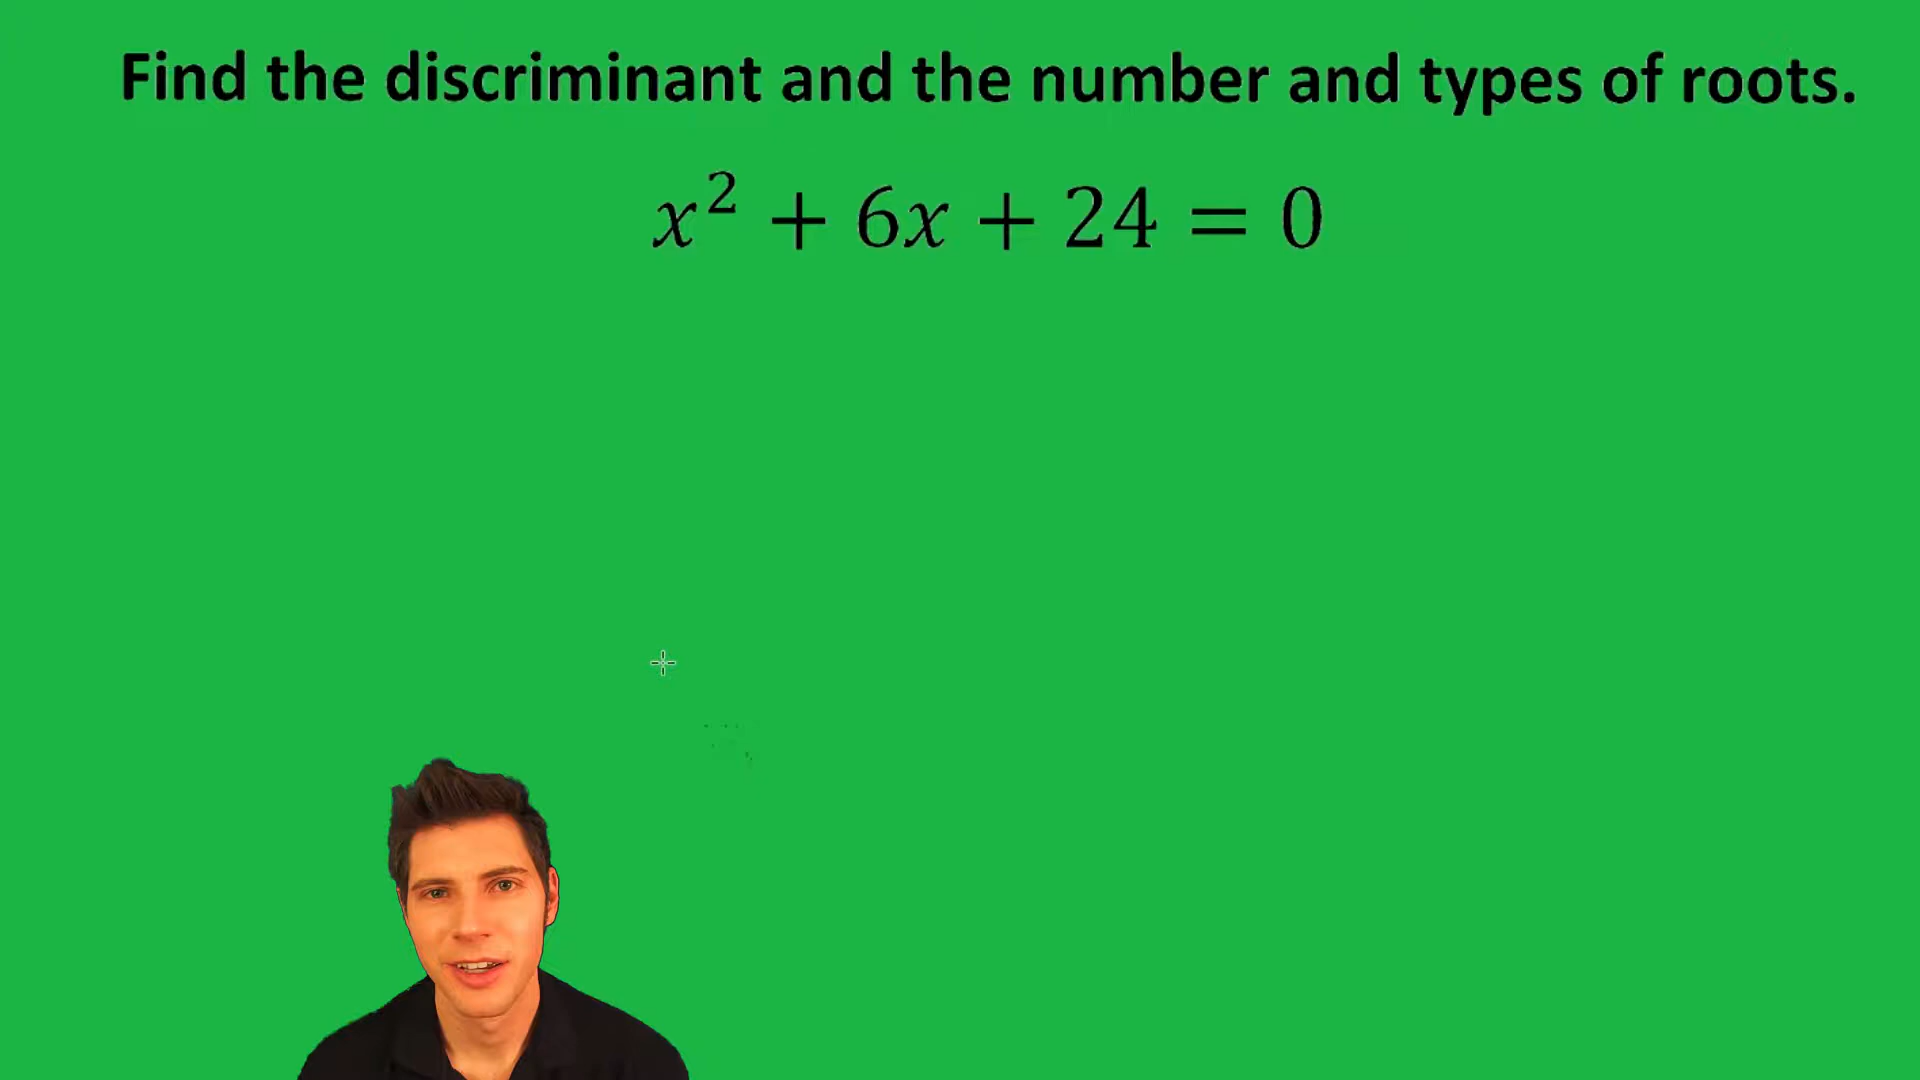 Find the discriminant and the number and types of roots.
x² + 6x + 24 = 0